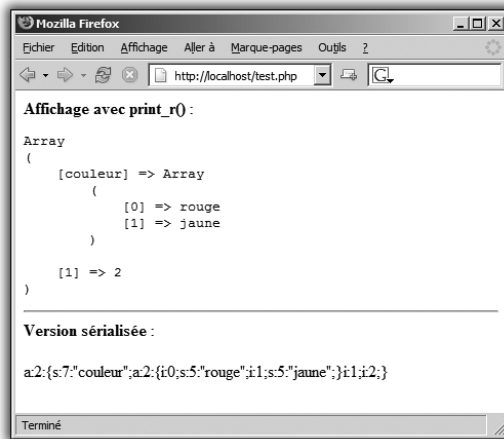 Mozilla Firefox
Fichier Edition Affichage Aller à Marque-pages Outils ?
http://localhost/test.php G
Affichage avec print_r() :
Array
(
[couleur] => Array
(
[0] => rouge
[1] => jaune
)
[1] => 2
)
Version sérialisée :
a:2:{s:7:"couleur";a:2:{i:0;s:5:"rouge";i:1;s:5:"jaune";}i:1;i:2;}
Terminé